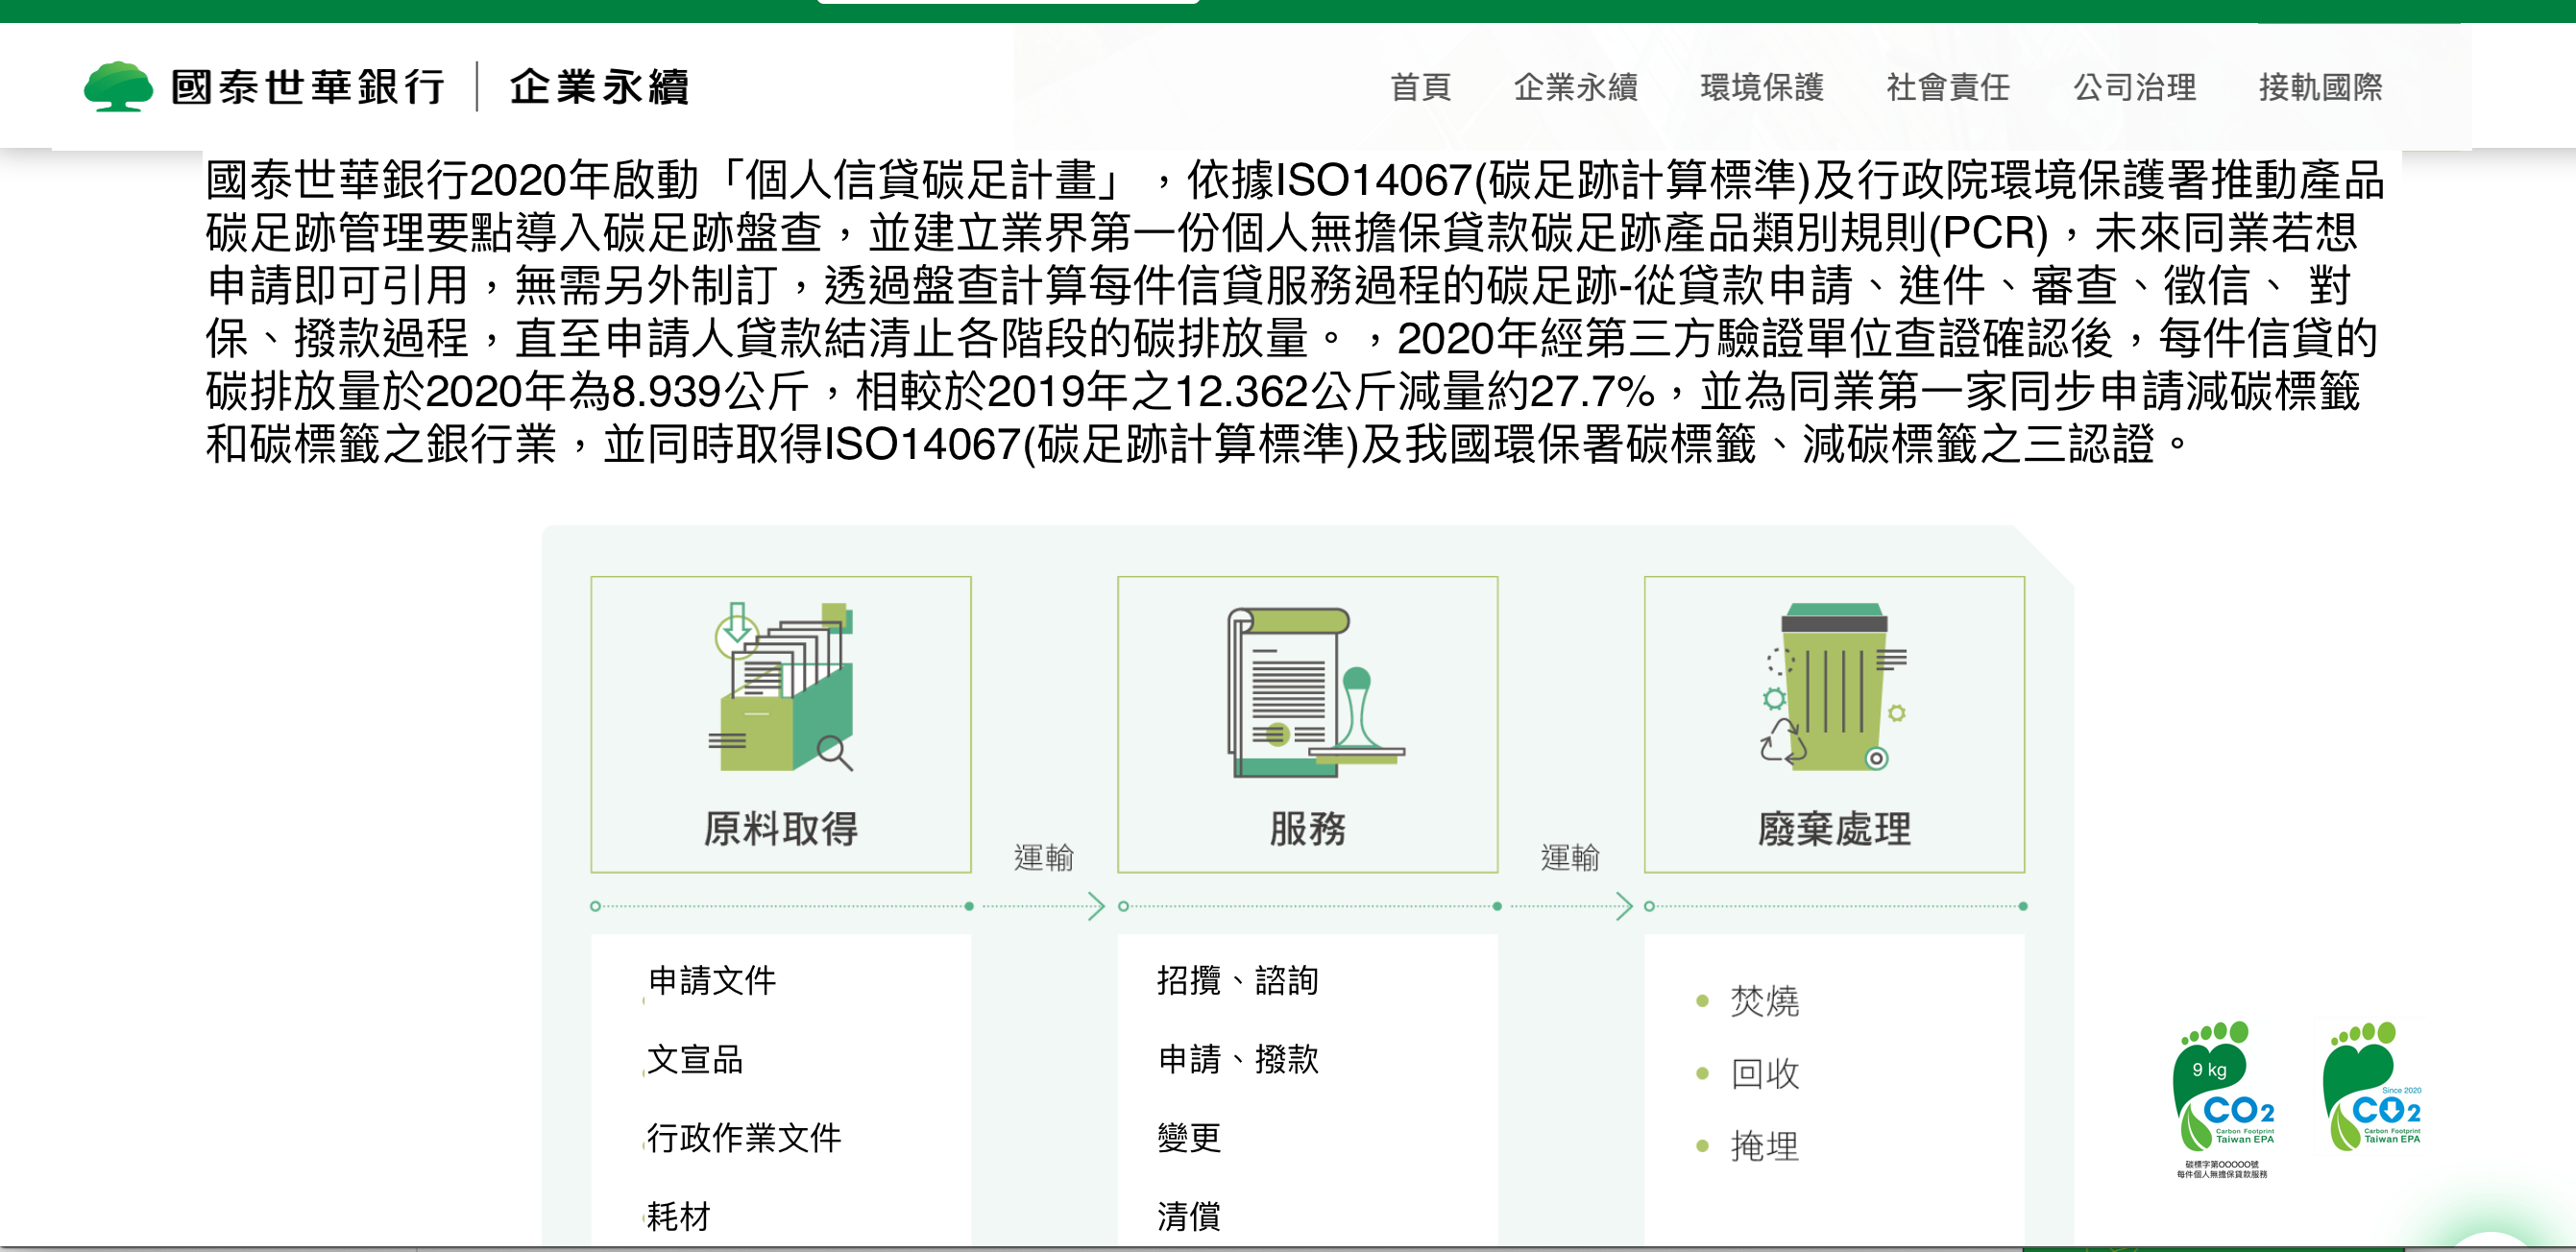 國泰世華銀行 | 企業永續
首頁 企業永續 環境保護 社會責任 公司治理 接軌國際
國泰世華銀行2020年啟動「個人信貸碳足計畫」，依據ISO14067(碳足跡計算標準)及行政院環境保護署推動產品
碳足跡管理要點導入碳足跡盤查，並建立業界第一份個人無擔保貸款碳足跡產品類別規則(PCR)，未來同業若想
申請即可引用，無需另外制訂，透過盤查計算每件信貸服務過程的碳足跡-從貸款申請、進件、審查、徵信、 對
保、撥款過程，直至申請人貸款結清止各階段的碳排放量。，2020年經第三方驗證單位查證確認後，每件信貸的
碳排放量於2020年為8.939公斤，相較於2019年之12.362公斤減量約27.7%，並為同業第一家同步申請減碳標籤
和碳標籤之銀行業，並同時取得ISO14067(碳足跡計算標準)及我國環保署碳標籤、減碳標籤之三認證。
原料取得
運輸
服務
運輸
廢棄處理
申請文件
文宣品
行政作業文件
耗材
招攬、諮詢
申請、撥款
變更
清償
焚燒
回收
掩埋
9 kg
CO2
Carbon Footprint
Taiwan EPA
碳標字第OOOOO號
每件個人無擔保貸款服務
Since 2020
CO2
Carbon Footprint
Taiwan EPA